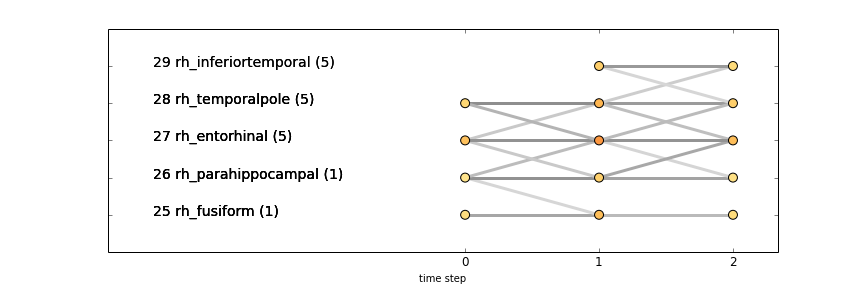 29 rh_inferiortemporal (5)
28 rh_temporalpole (5)
27 rh_entorhinal (5)
26 rh_parahippocampal (1)
25 rh_fusiform (1)
0 1 2
time step